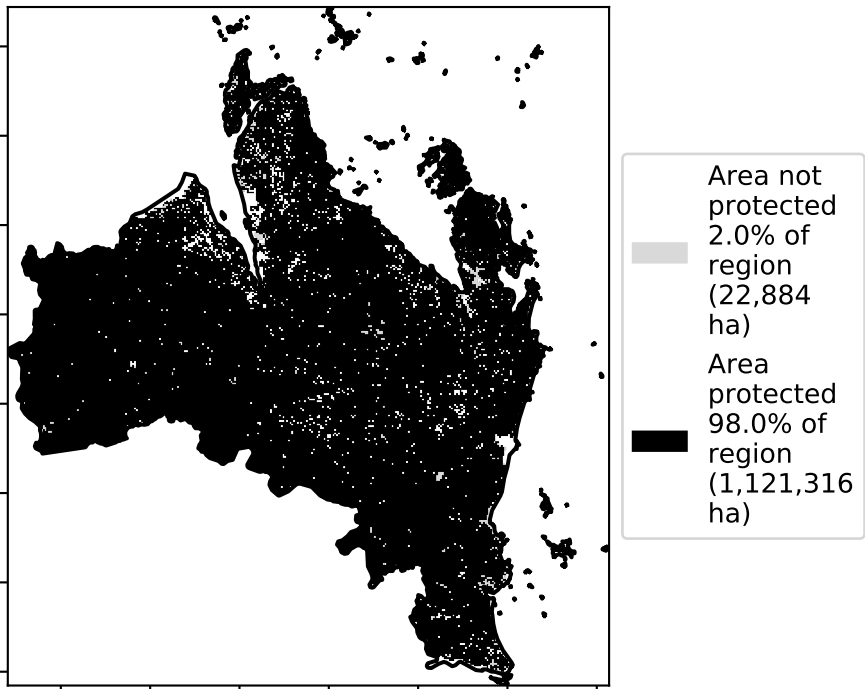 Area not
protected
2.0% of
region
(22,884
ha)
Area
protected
98.0% of
region
(1,121,316
ha)